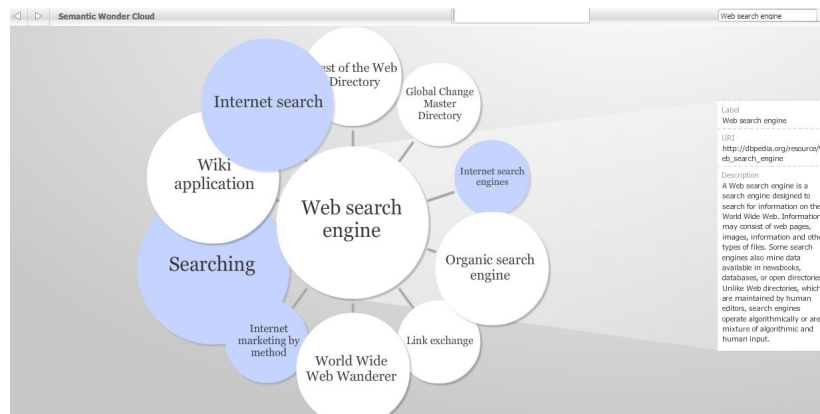 Semantic Wonder Cloud
Web search engine
est of the Web
Directory
Global Change
Master
Directory
Internet search
Wiki
application
Internet search
engines
Web search
engine
Searching
Organic search
engine
Internet
marketing by
method
Link exchange
World Wide
Web Wanderer
Label
Web search engine
URI
http://dbpedia.org/resource/
eb_search_engine
Description
A Web search engine is a
search engine designed to
search for information on the
World Wide Web. Information
may consist of web pages,
images, information and othe
types of files. Some search
engines also mine data
available in newsbooks,
databases, or open directories
Unlike Web directories, which
are maintained by human
editors, search engines
operate algorithmically or are
mixture of algorithmic and
human input.